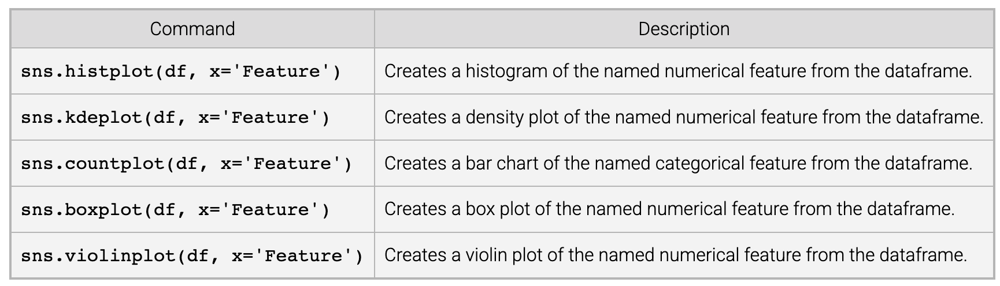 Command Description
sns.histplot(df, x='Feature') Creates a histogram of the named numerical feature from the dataframe.
sns.kdeplot(df, x='Feature') Creates a density plot of the named numerical feature from the dataframe.
sns.countplot(df, x='Feature') Creates a bar chart of the named categorical feature from the dataframe.
sns.boxplot(df, x='Feature') Creates a box plot of the named numerical feature from the dataframe.
sns.violinplot(df, x='Feature') Creates a violin plot of the named numerical feature from the dataframe.